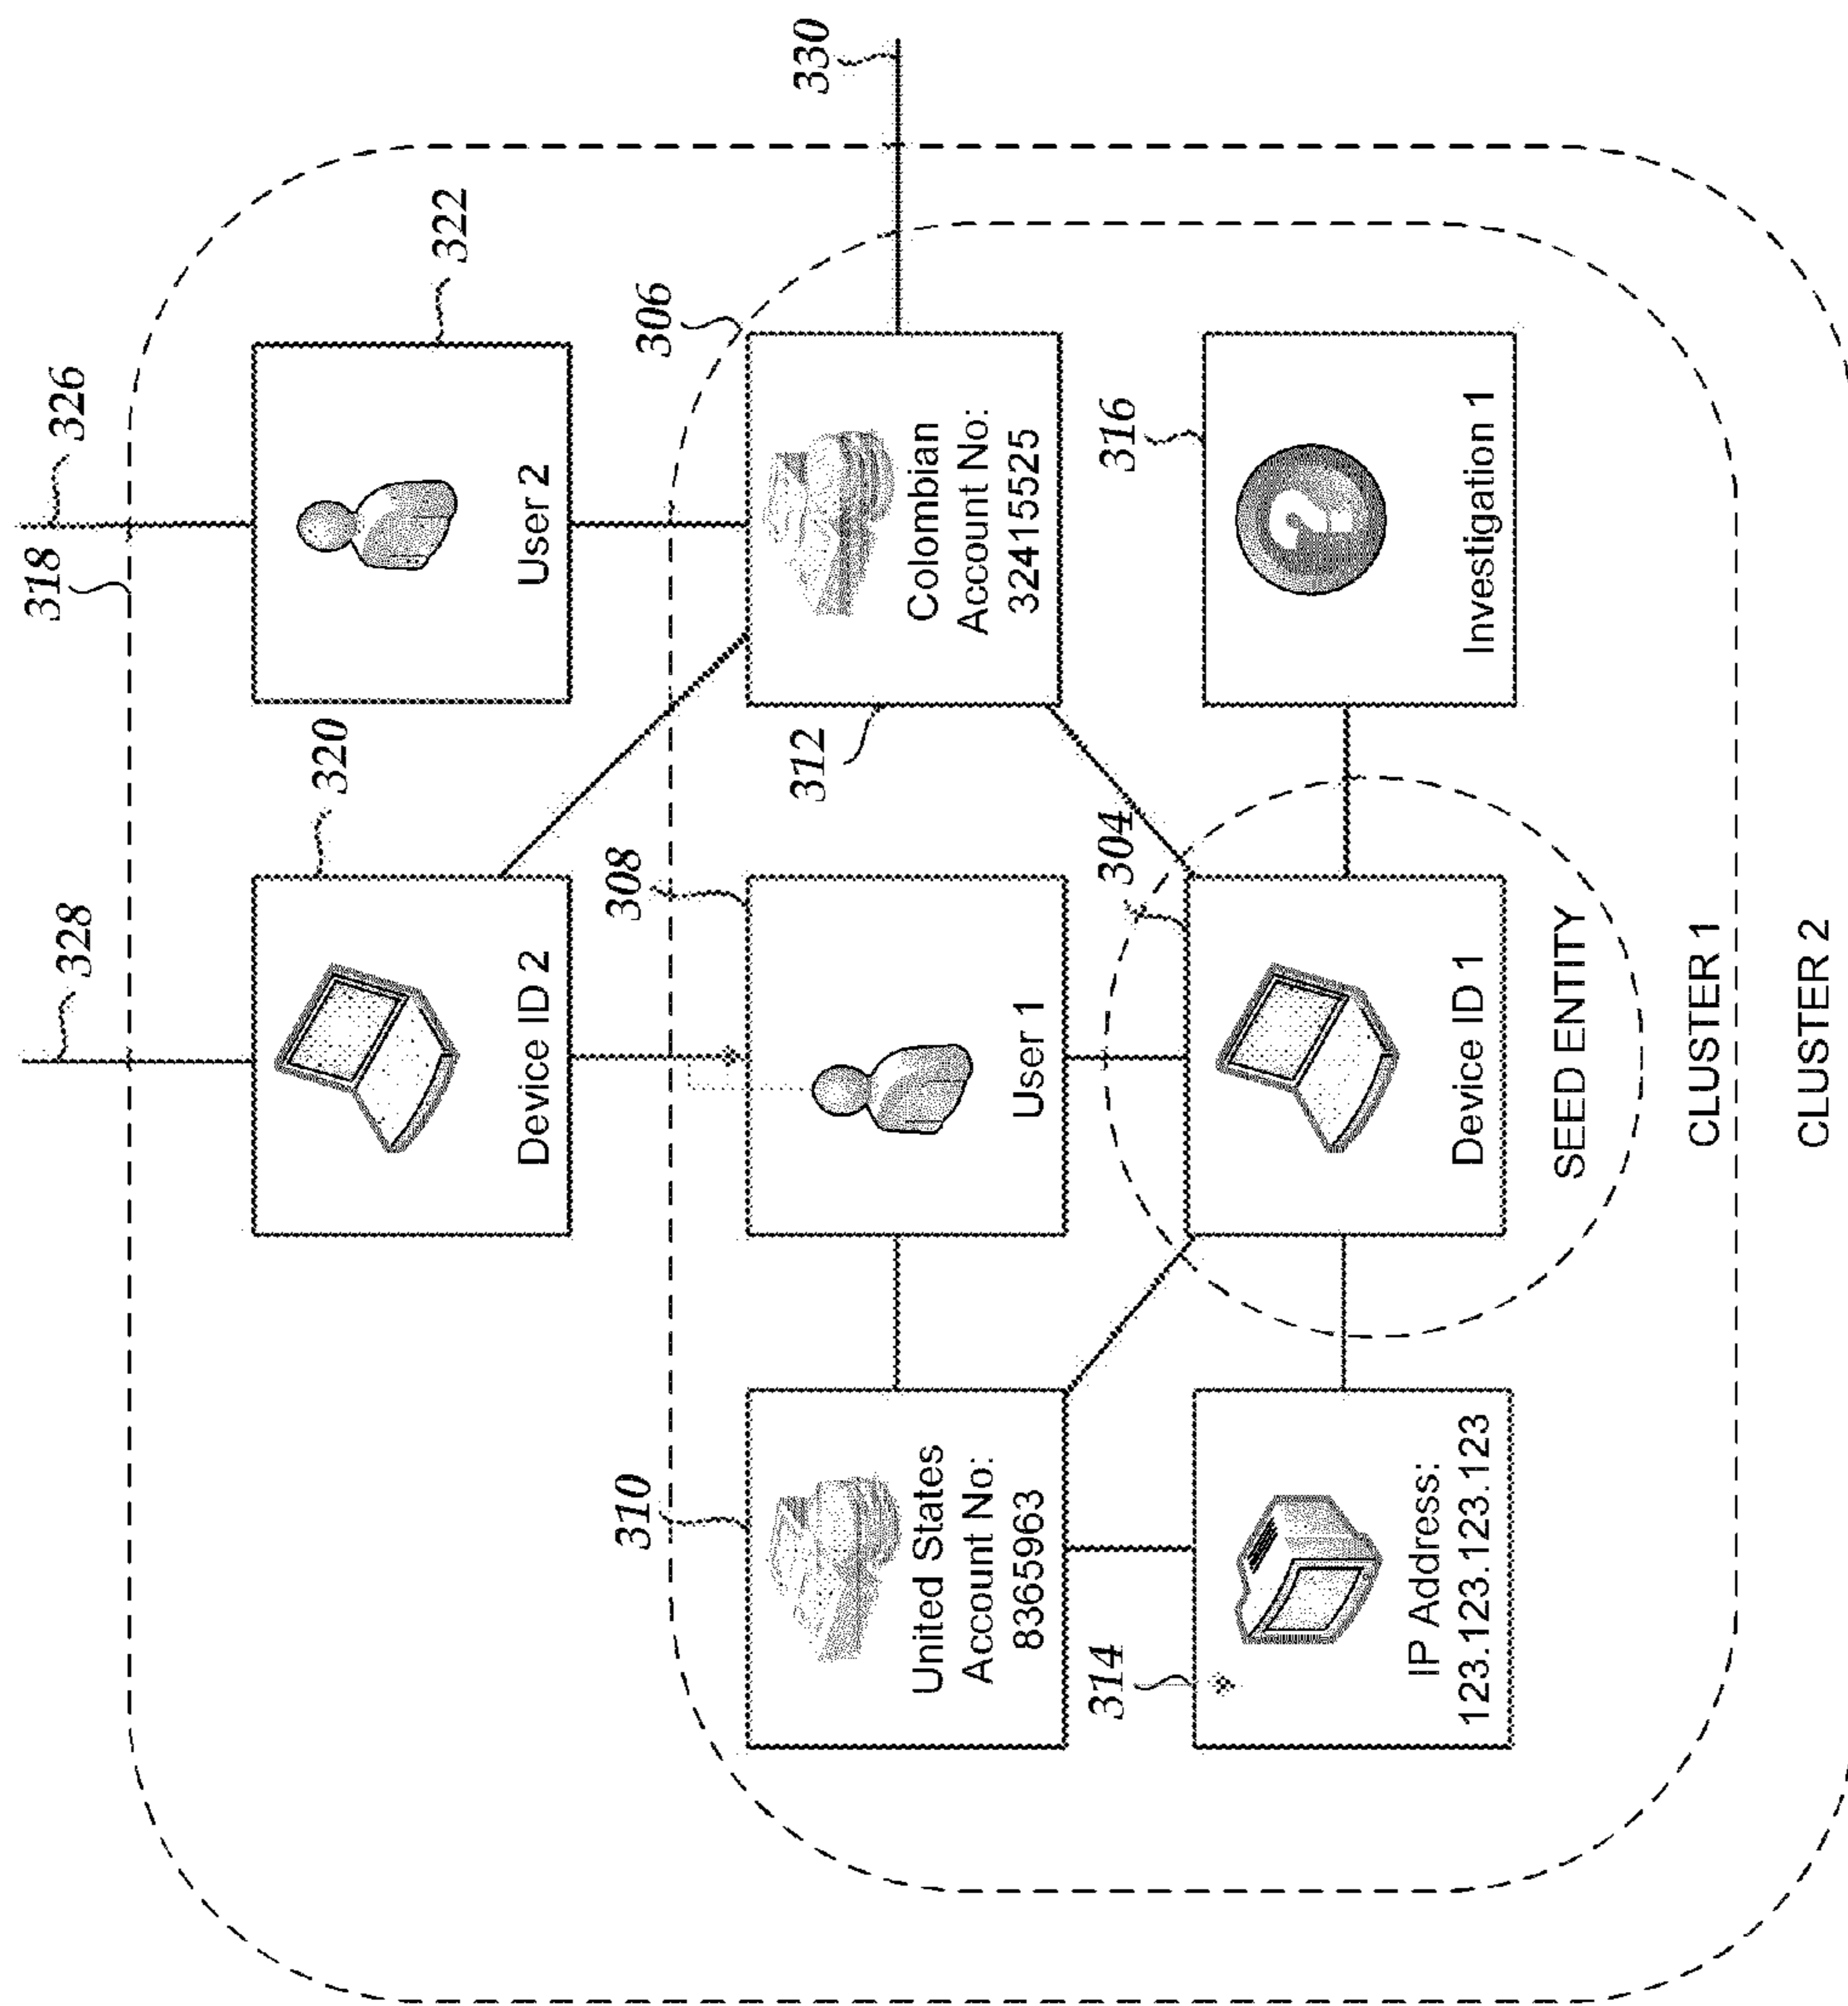 328
318
326
320
322
Device ID 2
User 2
310
308
306
312
330
United States
Account No:
8365963
User 1
Colombian
Account No:
324155525
314
304
316
IP Address:
123.123.123.123
Device ID 1
Investigation 1
SEED ENTITY
CLUSTER 1
CLUSTER 2